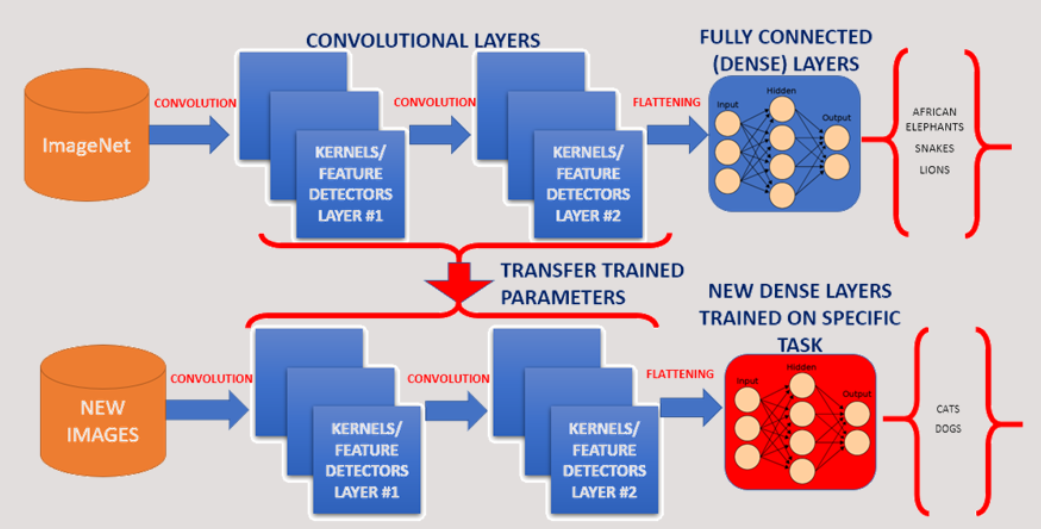 CONVOLUTIONAL LAYERS
FULLY CONNECTED
(DENSE) LAYERS
ImageNet
CONVOLUTION
KERNELS/
FEATURE
DETECTORS
LAYER #1
CONVOLUTION
KERNELS/
FEATURE
DETECTORS
LAYER #2
FLATTENING
Input
Hidden
Output
AFRICAN
ELEPHANTS
SNAKES
LIONS
TRANSFER TRAINED
PARAMETERS
NEW DENSE LAYERS
TRAINED ON SPECIFIC
TASK
NEW
IMAGES
CONVOLUTION
KERNELS/
FEATURE
DETECTORS
LAYER #1
CONVOLUTION
KERNELS/
FEATURE
DETECTORS
LAYER #2
FLATTENING
Input
Hidden
Output
CATS
DOGS